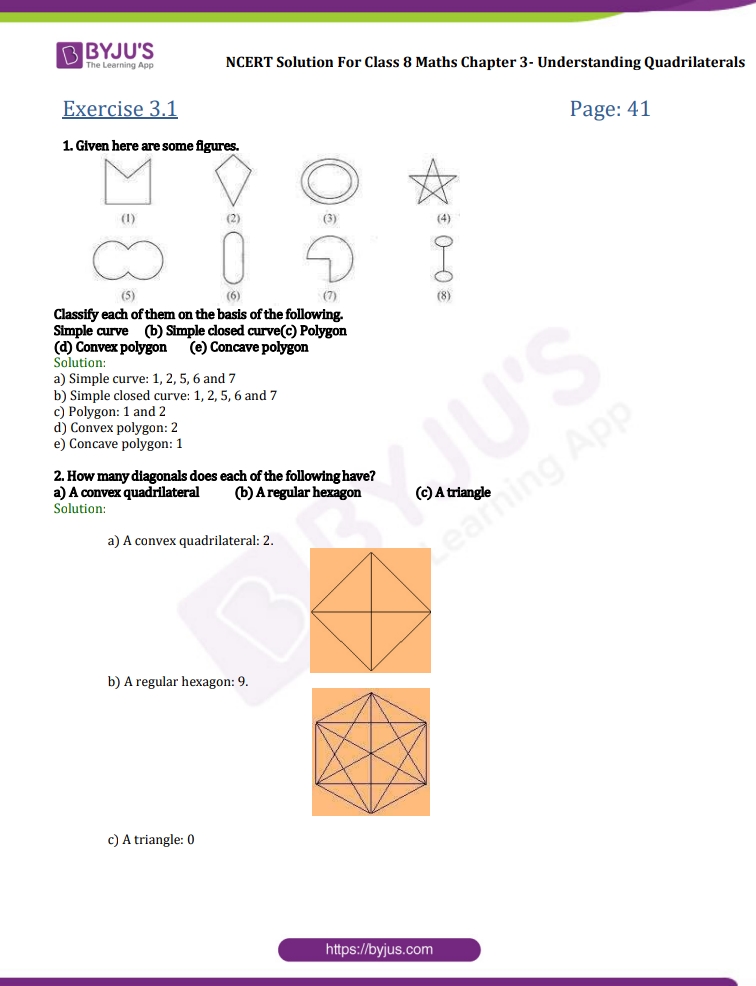 BYJU'S
The Learning App
NCERT Solution For Class 8 Maths Chapter 3- Understanding Quadrilaterals
Exercise 3.1 Page: 41
1. Given here are some figures.
(1) (2) (3) (4)
(5) (6) (7) (8)
Classify each of them on the basis of the following.
Simple curve (b) Simple closed curve(c) Polygon
(d) Convex polygon (e) Concave polygon
Solution:
a) Simple curve: 1, 2, 5, 6 and 7
b) Simple closed curve: 1, 2, 5, 6 and 7
c) Polygon: 1 and 2
d) Convex polygon: 2
e) Concave polygon: 1
2. How many diagonals does each of the following have?
a) A convex quadrilateral (b) A regular hexagon (c) A triangle
Solution:
a) A convex quadrilateral: 2.
b) A regular hexagon: 9.
c) A triangle: 0
BYJU'S
Learning App
https://byjus.com